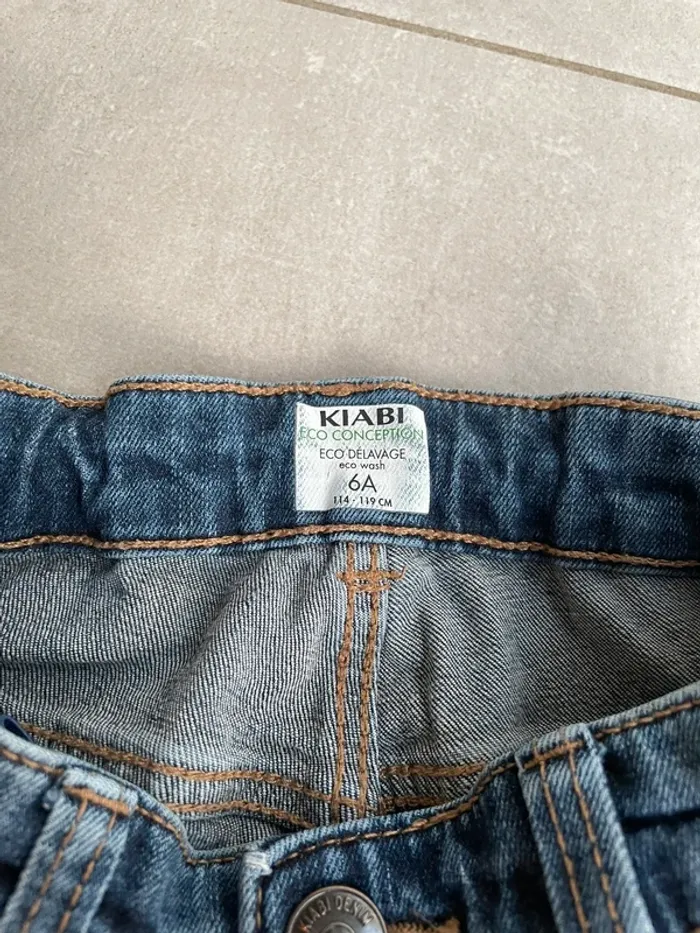 KIABI
ECO CONCEPTION
ECO DÉLAVAGE
eco wash
6A
114 - 119 CM
KIABI DENIM